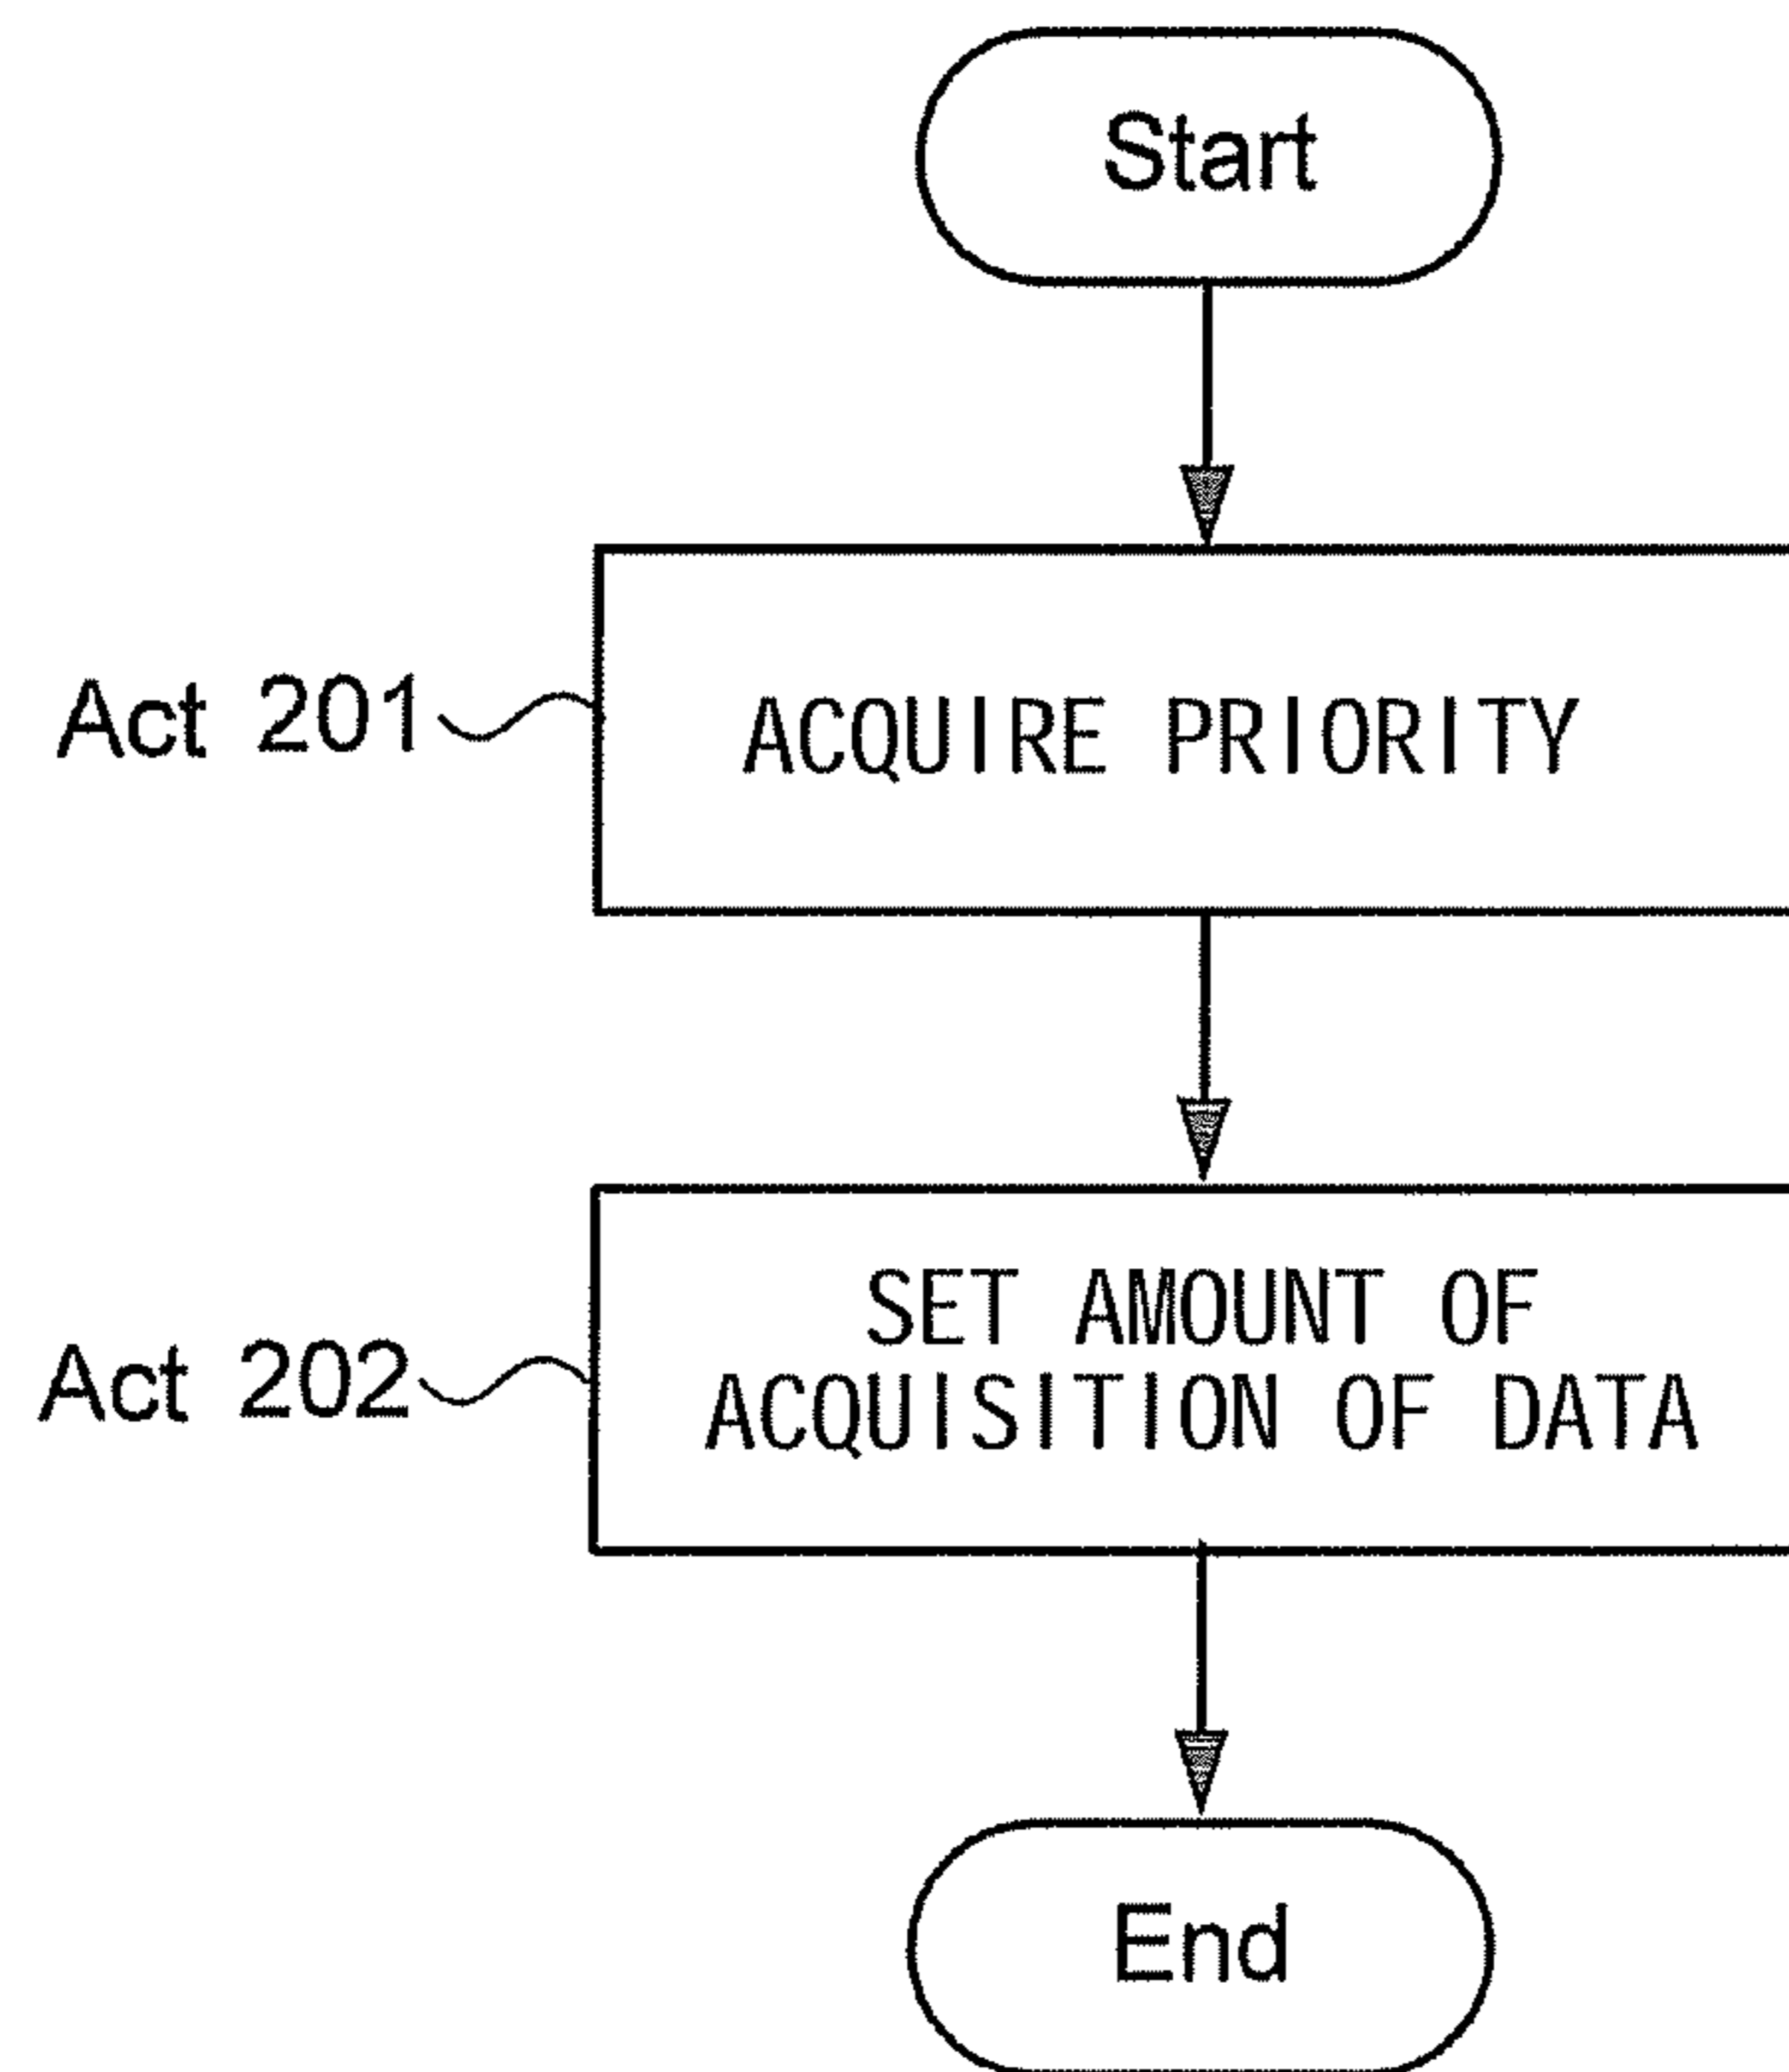 Start
Act 201
ACQUIRE PRIORITY
Act 202
SET AMOUNT OF
ACQUISITION OF DATA
End